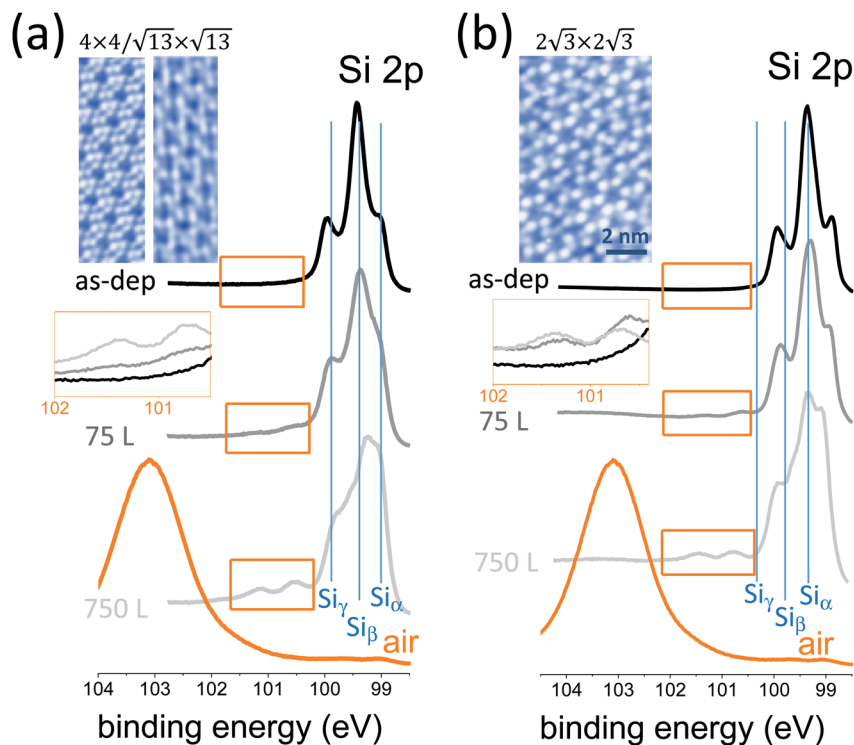 (a)
4×4/√13×√13
Si 2p
as-dep
102 101
75 L
750 L
Siγ
Siβ
Siα
air
104 103 102 101 100 99
binding energy (eV)
(b)
2√3×2√3
Si 2p
2 nm
as-dep
102 101
75 L
750 L
Siγ
Siβ
Siα
air
104 103 102 101 100 99
binding energy (eV)